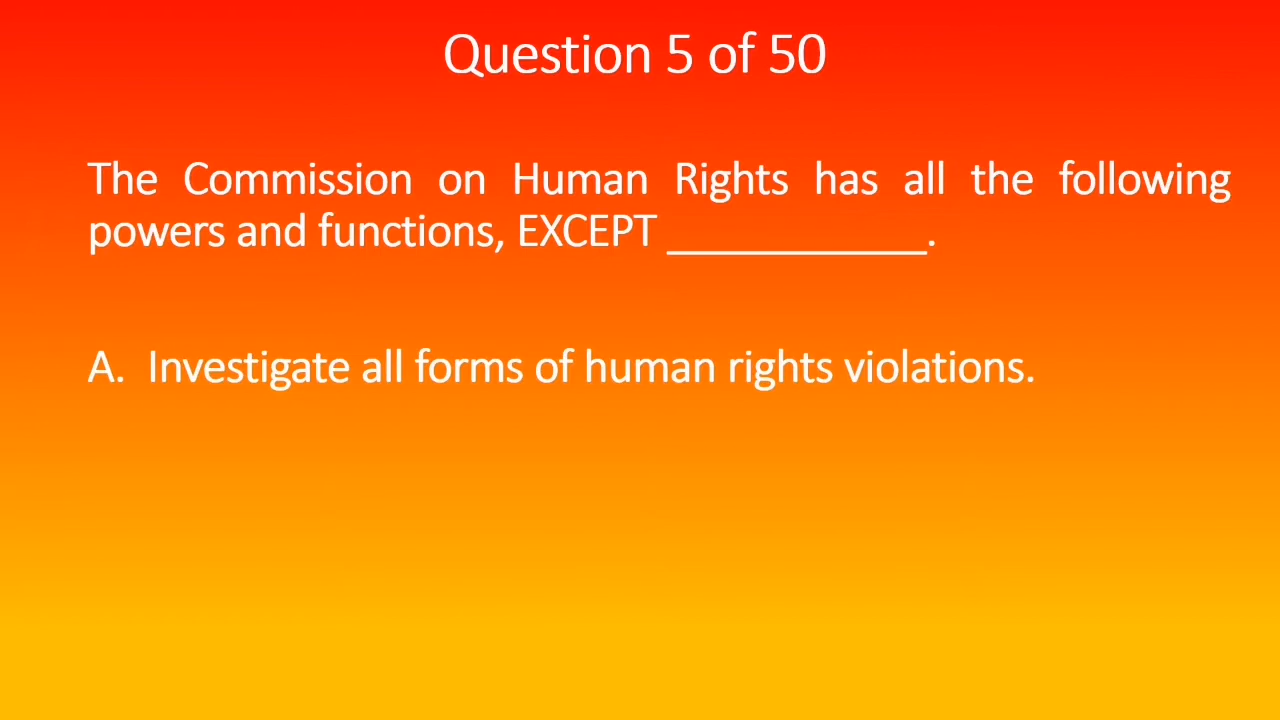 Question 5 of 50
The Commission on Human Rights has all the following
powers and functions, EXCEPT ____________.
A. Investigate all forms of human rights violations.